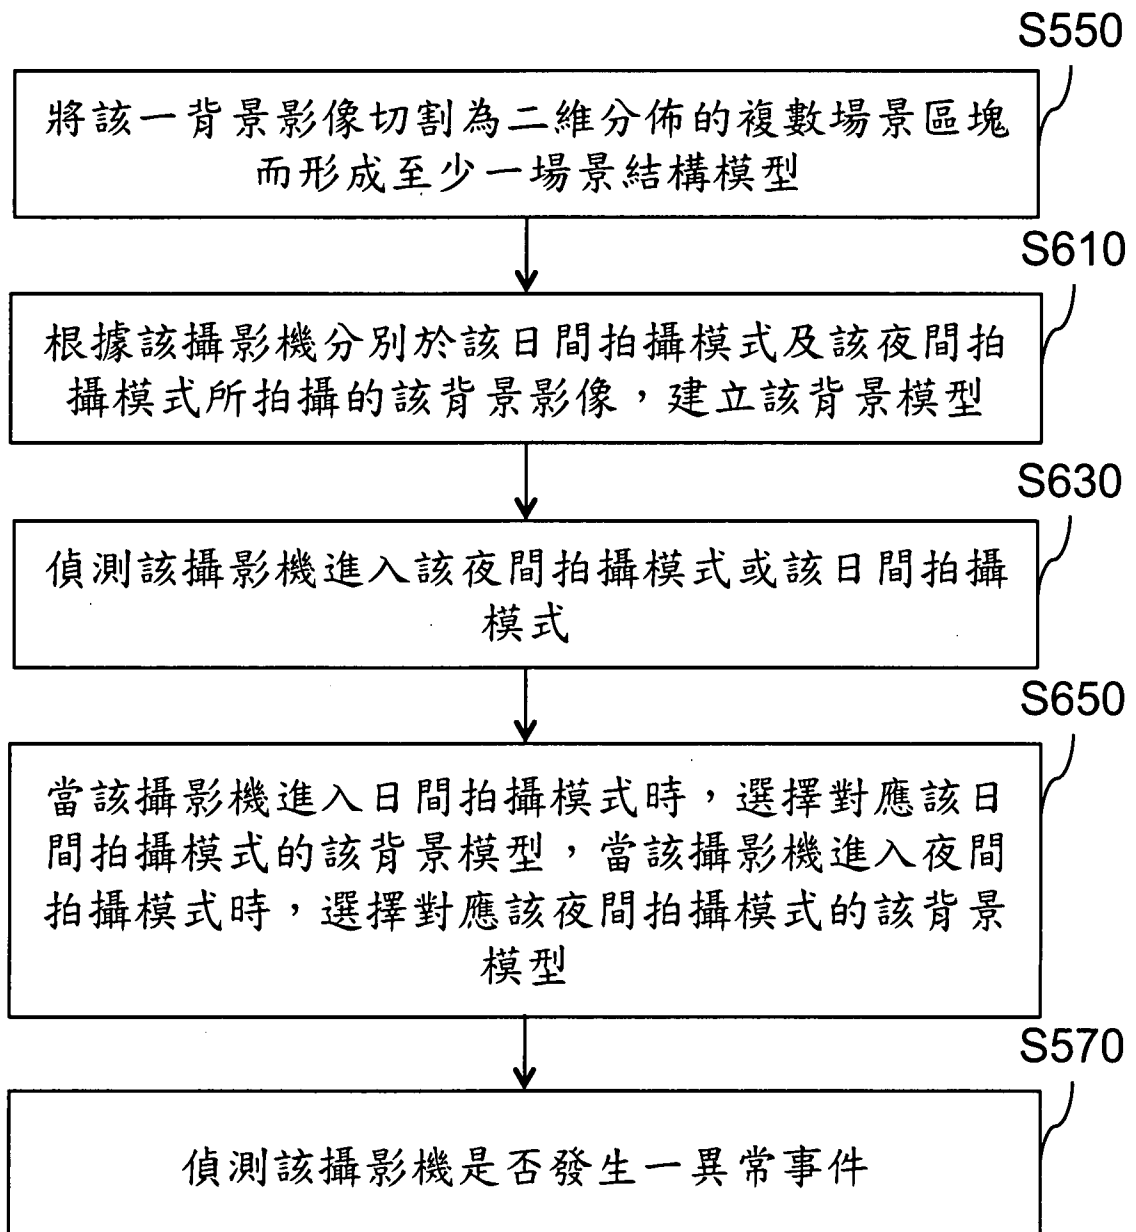 S550
將該一背景影像切割為二維分佈的複數場景區塊
而形成至少一場景結構模型
S610
根據該攝影機分別於該日間拍攝模式及該夜間拍
攝模式所拍攝的該背景影像，建立該背景模型
S630
偵測該攝影機進入該夜間拍攝模式或該日間拍攝
模式
S650
當該攝影機進入日間拍攝模式時，選擇對應該日
間拍攝模式的該背景模型，當該攝影機進入夜間
拍攝模式時，選擇對應該夜間拍攝模式的該背景
模型
S570
偵測該攝影機是否發生一異常事件